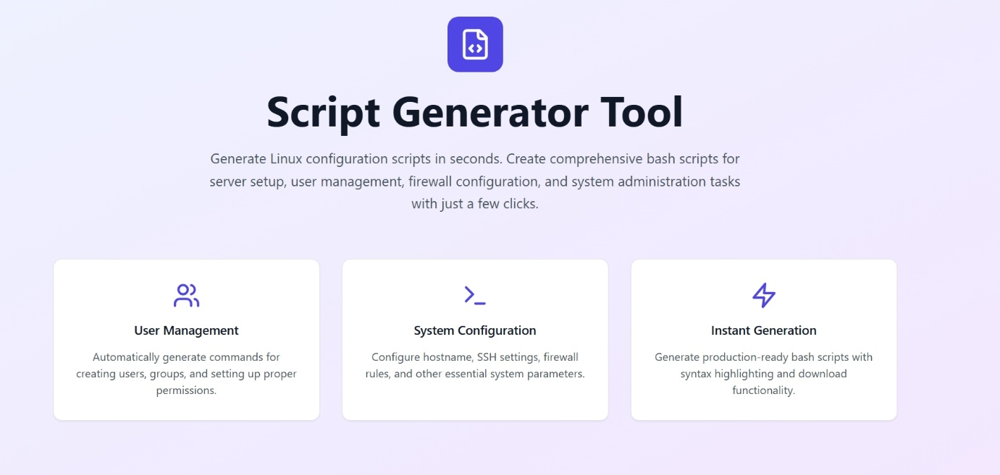 Script Generator Tool
Generate Linux configuration scripts in seconds. Create comprehensive bash scripts for
server setup, user management, firewall configuration, and system administration tasks
with just a few clicks.
User Management
Automatically generate commands for
creating users, groups, and setting up proper
permissions.
System Configuration
Configure hostname, SSH settings, firewall
rules, and other essential system parameters.
Instant Generation
Generate production-ready bash scripts with
syntax highlighting and download
functionality.